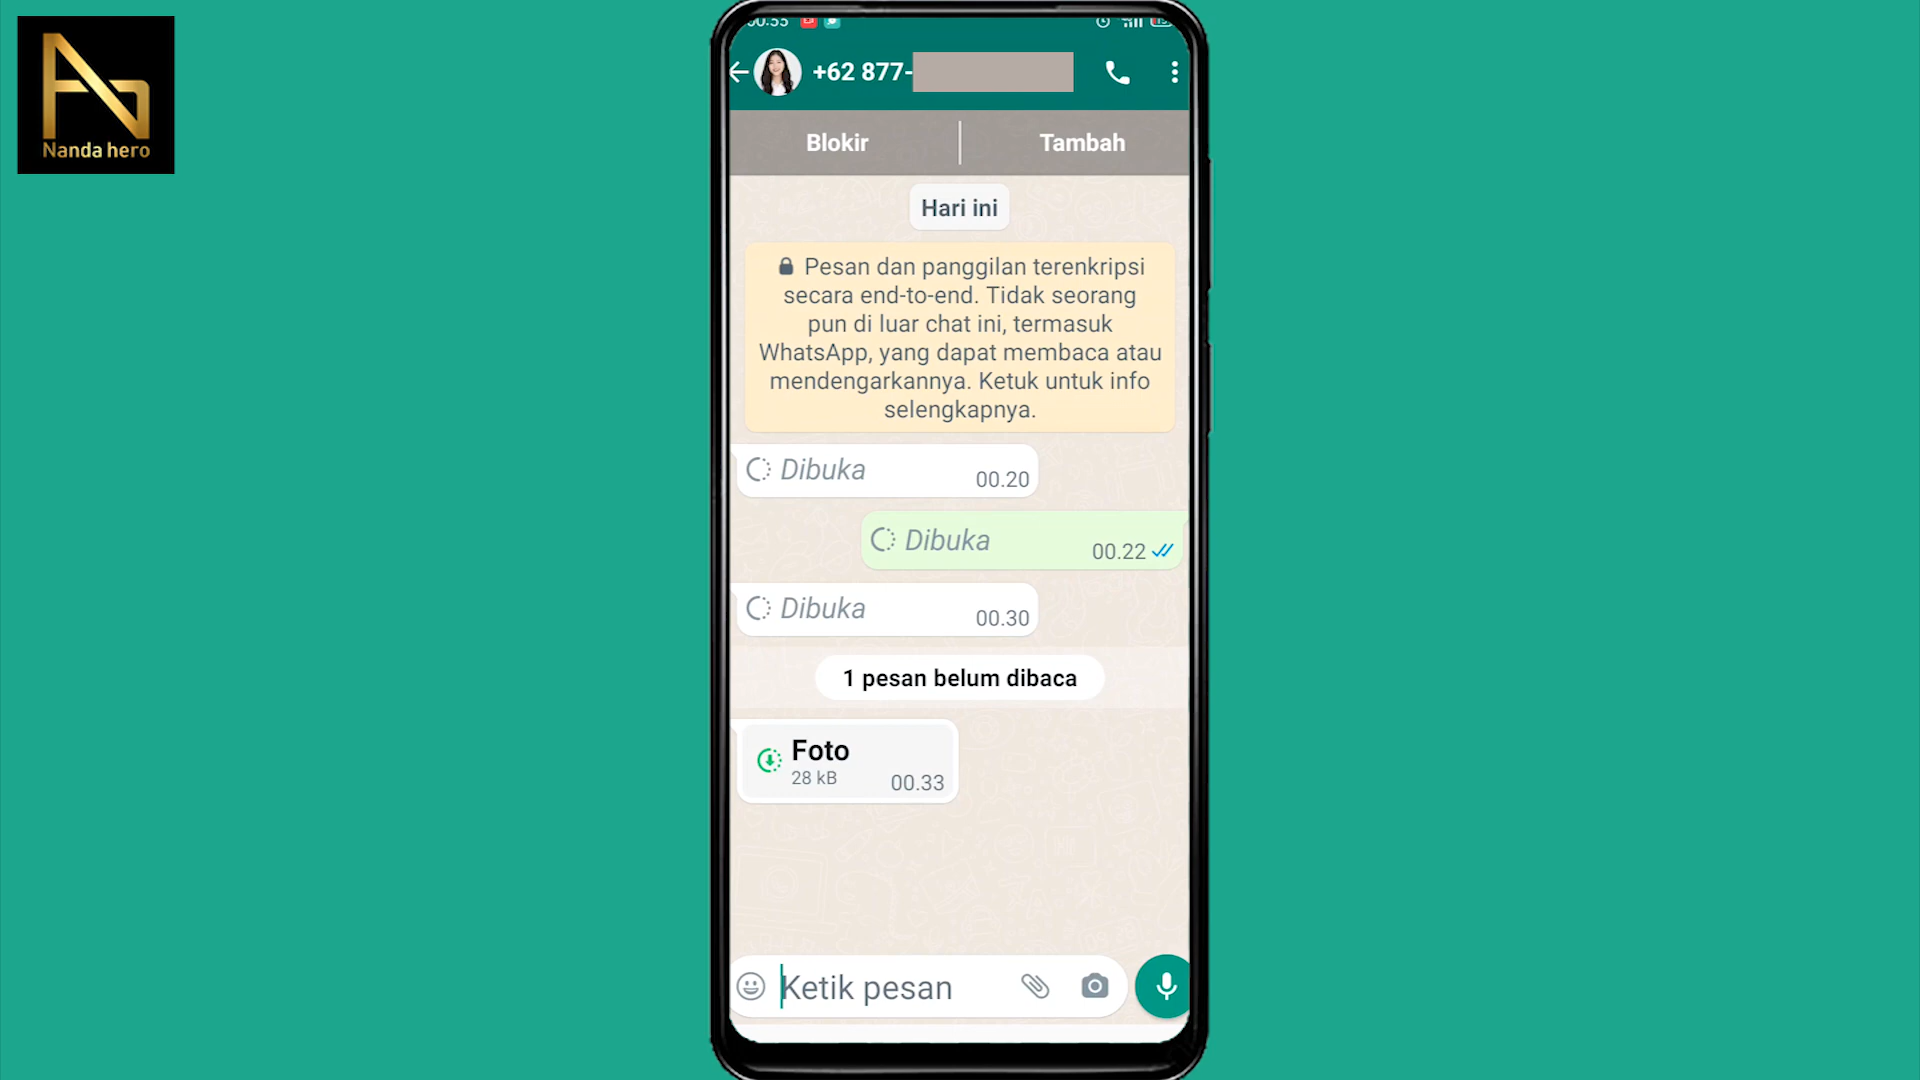 Nanda hero
00:55
+62 877-
Blokir
Tambah
Hari ini
Pesan dan panggilan terenkripsi
secara end-to-end. Tidak seorang
pun di luar chat ini, termasuk
WhatsApp, yang dapat membaca atau
mendengarkannya. Ketuk untuk info
selengkapnya.
Dibuka
00.20
Dibuka
00.22
Dibuka
00.30
1 pesan belum dibaca
Foto
28 kB
00.33
Ketik pesan